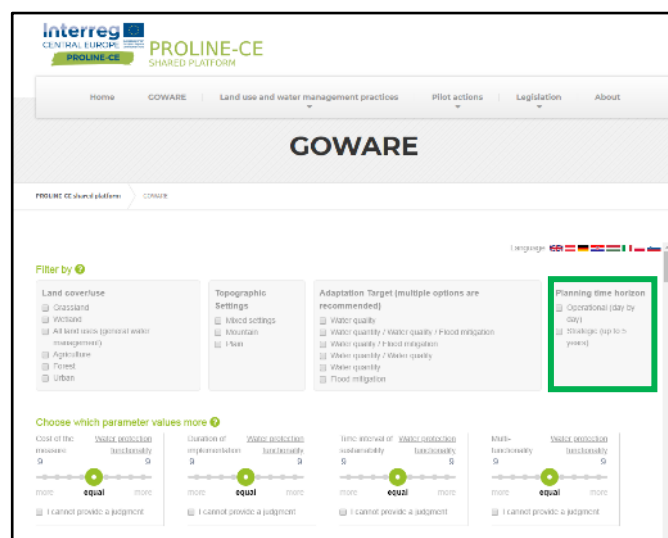 Interreg
CENTRAL EUROPE
PROLINE-CE
PROLINE-CE
SHARED PLATFORM
Home GOWARE Land use and water management practices Pilot actions Legislation About
GOWARE
PROLINE CE shared platform GOWARE
Language
Filter by ?
Land cover/use
Grassland
Wetland
All land uses (general water
management)
Agriculture
Forest
Urban
Topographic
Settings
Mixed settings
Mountain
Plain
Adaptation Target (multiple options are
recommended)
Water quality
Water quantity / Water quality / Flood mitigation
Water quantity / Flood mitigation
Water quantity / Water quality
Water quantity
Flood mitigation
Planning time horizon
Operational (day by
day)
Strategic (up to 5
years)
Choose which parameter values more ?
Cost of the measure Water protection functionality
9 9
more equal more
I cannot provide a judgment
Duration of implementation Water protection functionality
9 9
more equal more
I cannot provide a judgment
Time interval of sustainability Water protection functionality
9 9
more equal more
I cannot provide a judgment
Multi-functionality Water protection functionality
9 9
more equal more
I cannot provide a judgment